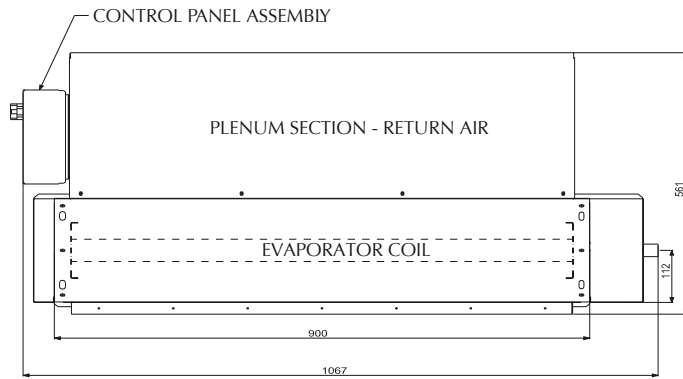 CONTROL PANEL ASSEMBLY
PLENUM SECTION - RETURN AIR
561
EVAPORATOR COIL
112
900
1067